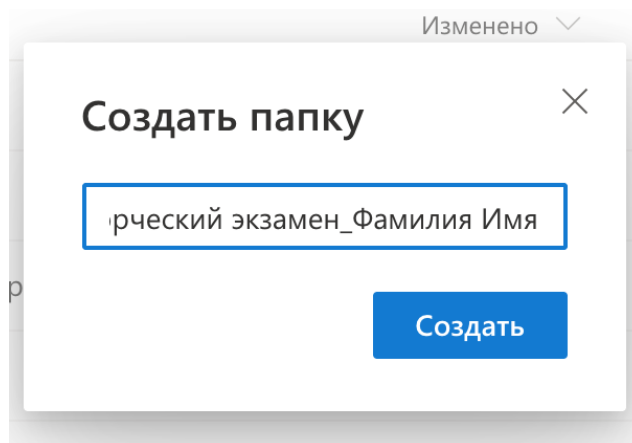 Изменено
Создать папку
рческий экзамен_Фамилия Имя
р
Создать